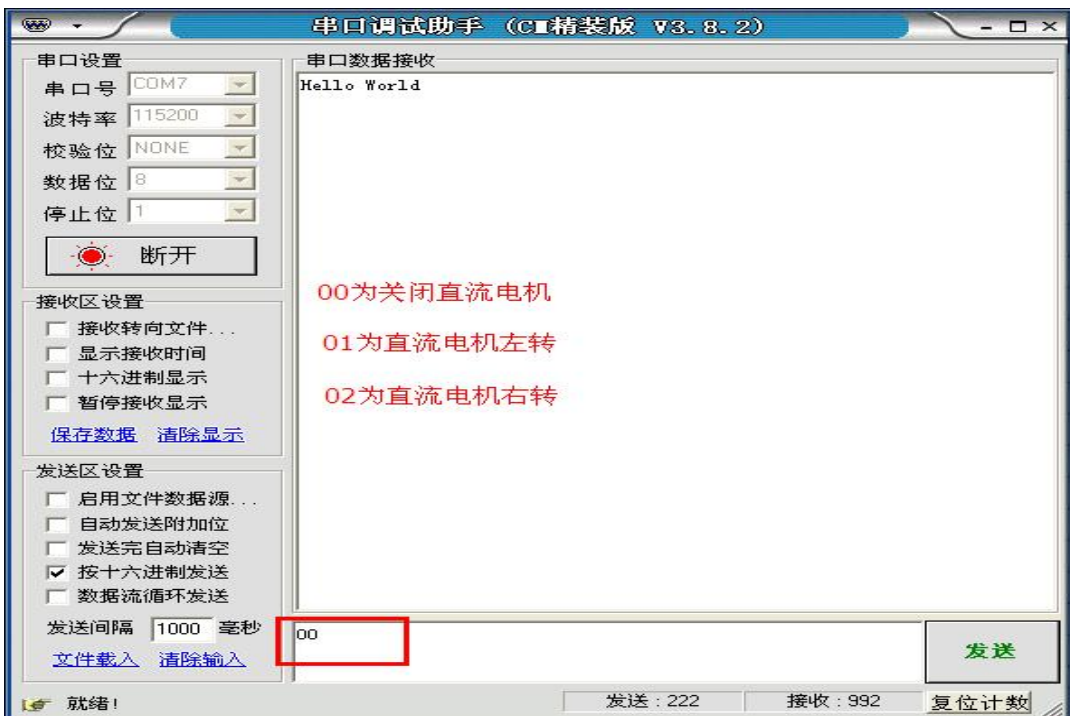 串口调试助手 (CM精装版 V3.8.2)
串口设置
串口号 COM7
波特率 115200
校验位 NONE
数据位 8
停止位 1
断开
接收区设置
接收转向文件...
显示接收时间
十六进制显示
暂停接收显示
保存数据 清除显示
发送区设置
启用文件数据源...
自动发送附加位
发送完自动清空
按十六进制发送
数据流循环发送
发送间隔 1000 毫秒
文件载入 清除输入
串口数据接收
Hello World
00为关闭直流电机
01为直流电机左转
02为直流电机右转
00
发送
就绪!
发送:222
接收:992
复位计数